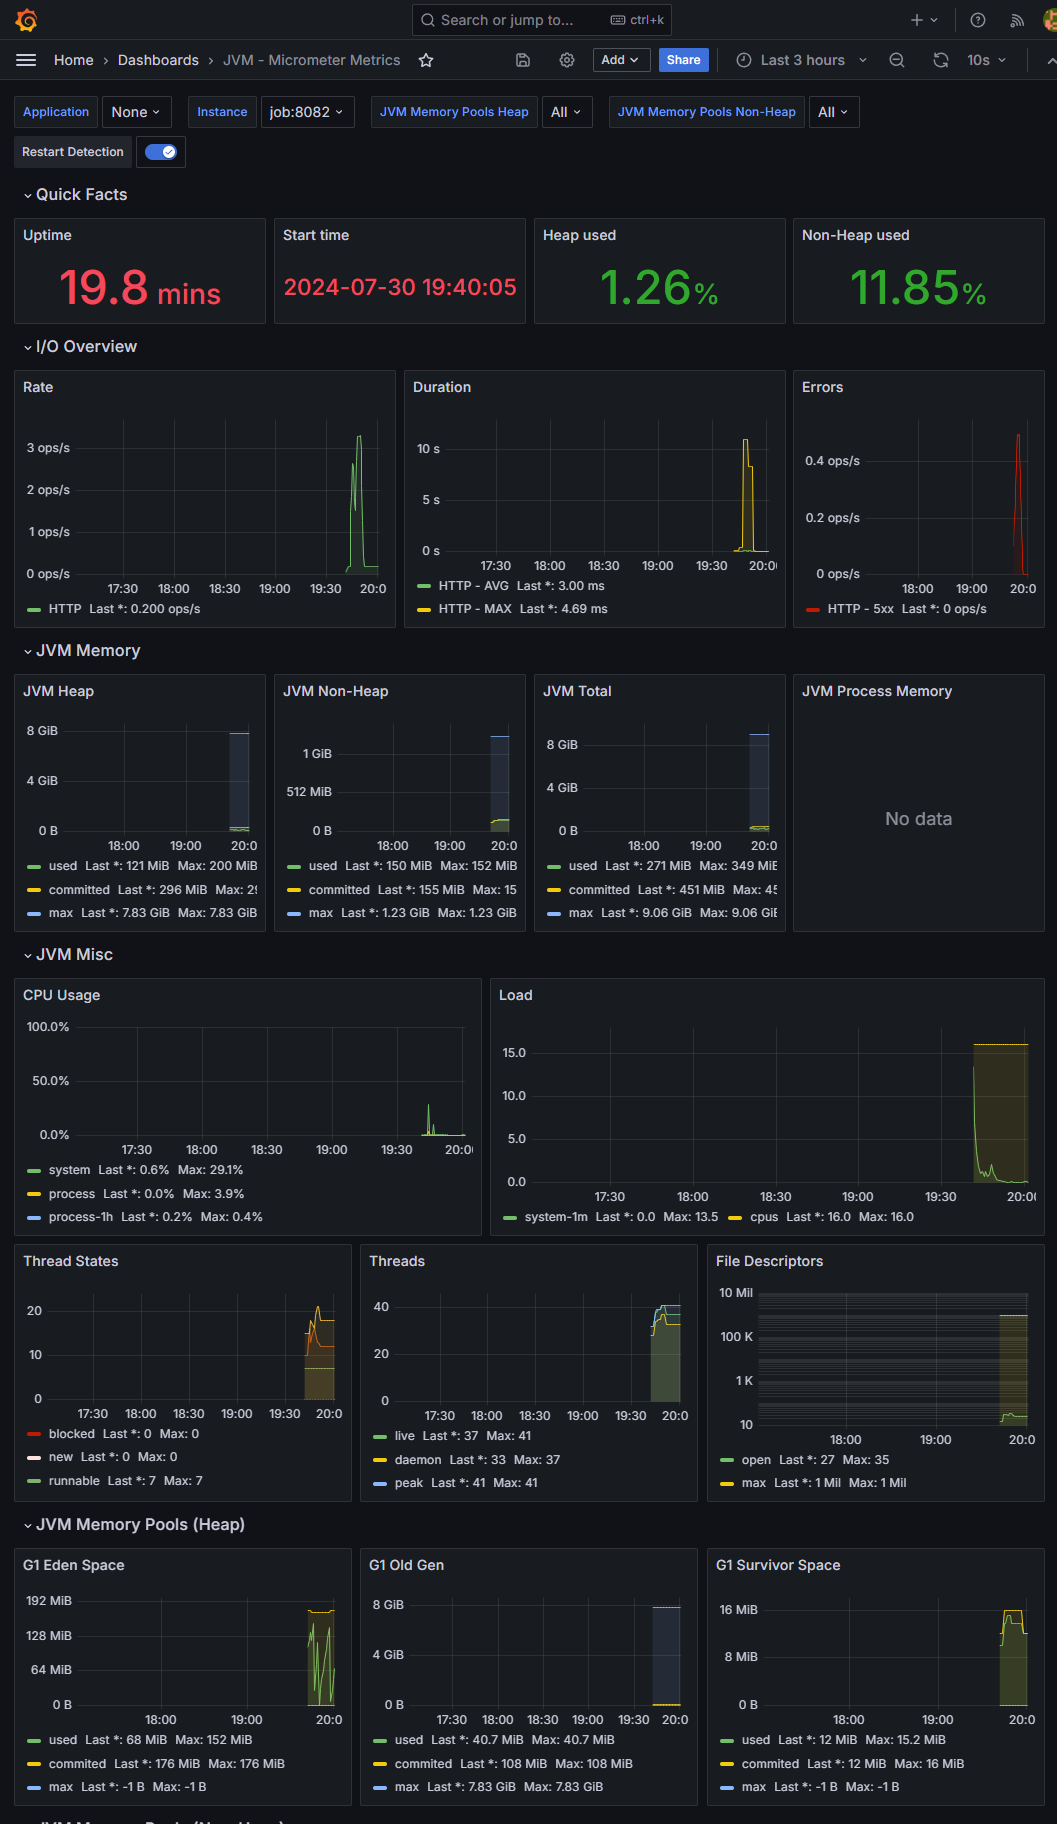 Search or jump to... ctrl+k
Home › Dashboards › JVM - Micrometer Metrics Add Share Last 3 hours 10s
Application None Instance job:8082 JVM Memory Pools Heap All JVM Memory Pools Non-Heap All
Restart Detection
Quick Facts
Uptime Start time Heap used Non-Heap used
19.8 mins 2024-07-30 19:40:05 1.26% 11.85%
I/O Overview
Rate
3 ops/s
2 ops/s
1 ops/s
0 ops/s
17:30 18:00 18:30 19:00 19:30 20:0
HTTP Last *: 0.200 ops/s
Duration
10 s
5 s
0 s
17:30 18:00 18:30 19:00 19:30 20:0
HTTP - AVG Last *: 3.00 ms
HTTP - MAX Last *: 4.69 ms
Errors
0.4 ops/s
0.2 ops/s
0 ops/s
18:00 19:00 20:0
HTTP - 5xx Last *: 0 ops/s
JVM Memory
JVM Heap
8 GiB
4 GiB
0 B
18:00 19:00 20:0
used Last *: 121 MiB Max: 200 MiB
committed Last *: 296 MiB Max: 29
max Last *: 7.83 GiB Max: 7.83 GiB
JVM Non-Heap
1 GiB
512 MiB
0 B
18:00 19:00 20:0
used Last *: 150 MiB Max: 152 MiB
committed Last *: 155 MiB Max: 15
max Last *: 1.23 GiB Max: 1.23 GiB
JVM Total
8 GiB
4 GiB
0 B
18:00 19:00 20:0
used Last *: 271 MiB Max: 349 MiB
committed Last *: 451 MiB Max: 45
max Last *: 9.06 GiB Max: 9.06 GiB
JVM Process Memory
No data
JVM Misc
CPU Usage
100.0%
50.0%
0.0%
17:30 18:00 18:30 19:00 19:30 20:00
system Last *: 0.6% Max: 29.1%
process Last *: 0.0% Max: 3.9%
process-1h Last *: 0.2% Max: 0.4%
Load
15.0
10.0
5.0
0.0
17:30 18:00 18:30 19:00 19:30 20:00
system-1m Last *: 0.0 Max: 13.5 cpus Last *: 16.0 Max: 16.0
Thread States
20
10
0
17:30 18:00 18:30 19:00 19:30 20:0
blocked Last *: 0 Max: 0
new Last *: 0 Max: 0
runnable Last *: 7 Max: 7
Threads
40
20
0
17:30 18:00 18:30 19:00 19:30 20:0
live Last *: 37 Max: 41
daemon Last *: 33 Max: 37
peak Last *: 41 Max: 41
File Descriptors
10 Mil
100 K
1 K
10
18:00 19:00 20:0
open Last *: 27 Max: 35
max Last *: 1 Mil Max: 1 Mil
JVM Memory Pools (Heap)
G1 Eden Space
192 MiB
128 MiB
64 MiB
0 B
18:00 19:00 20:0
used Last *: 68 MiB Max: 152 MiB
commited Last *: 176 MiB Max: 176 MiB
max Last *: -1 B Max: -1 B
G1 Old Gen
8 GiB
4 GiB
0 B
17:30 18:00 18:30 19:00 19:30 20:0
used Last *: 40.7 MiB Max: 40.7 MiB
commited Last *: 108 MiB Max: 108 MiB
max Last *: 7.83 GiB Max: 7.83 GiB
G1 Survivor Space
16 MiB
8 MiB
0 B
18:00 19:00 20:0
used Last *: 12 MiB Max: 15.2 MiB
commited Last *: 12 MiB Max: 16 MiB
max Last *: -1 B Max: -1 B